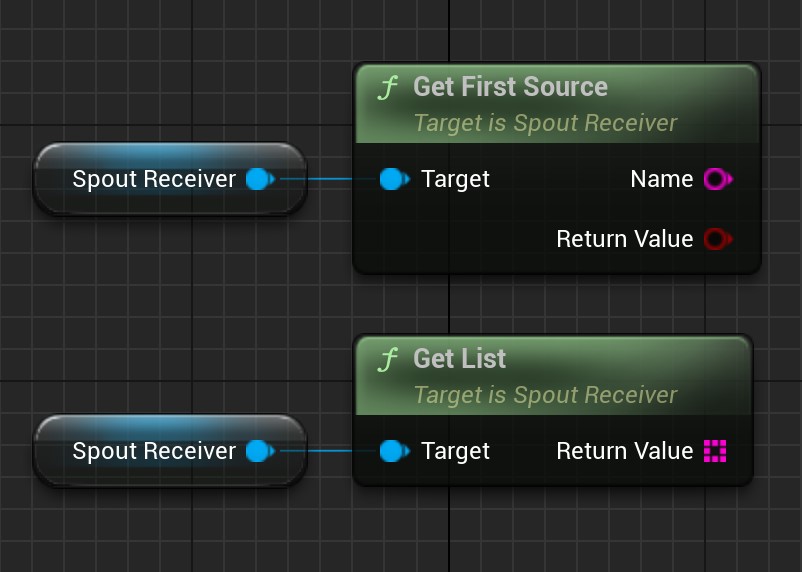 f Get First Source
Target is Spout Receiver
Spout Receiver
Target
Name
Return Value
f Get List
Target is Spout Receiver
Spout Receiver
Target
Return Value